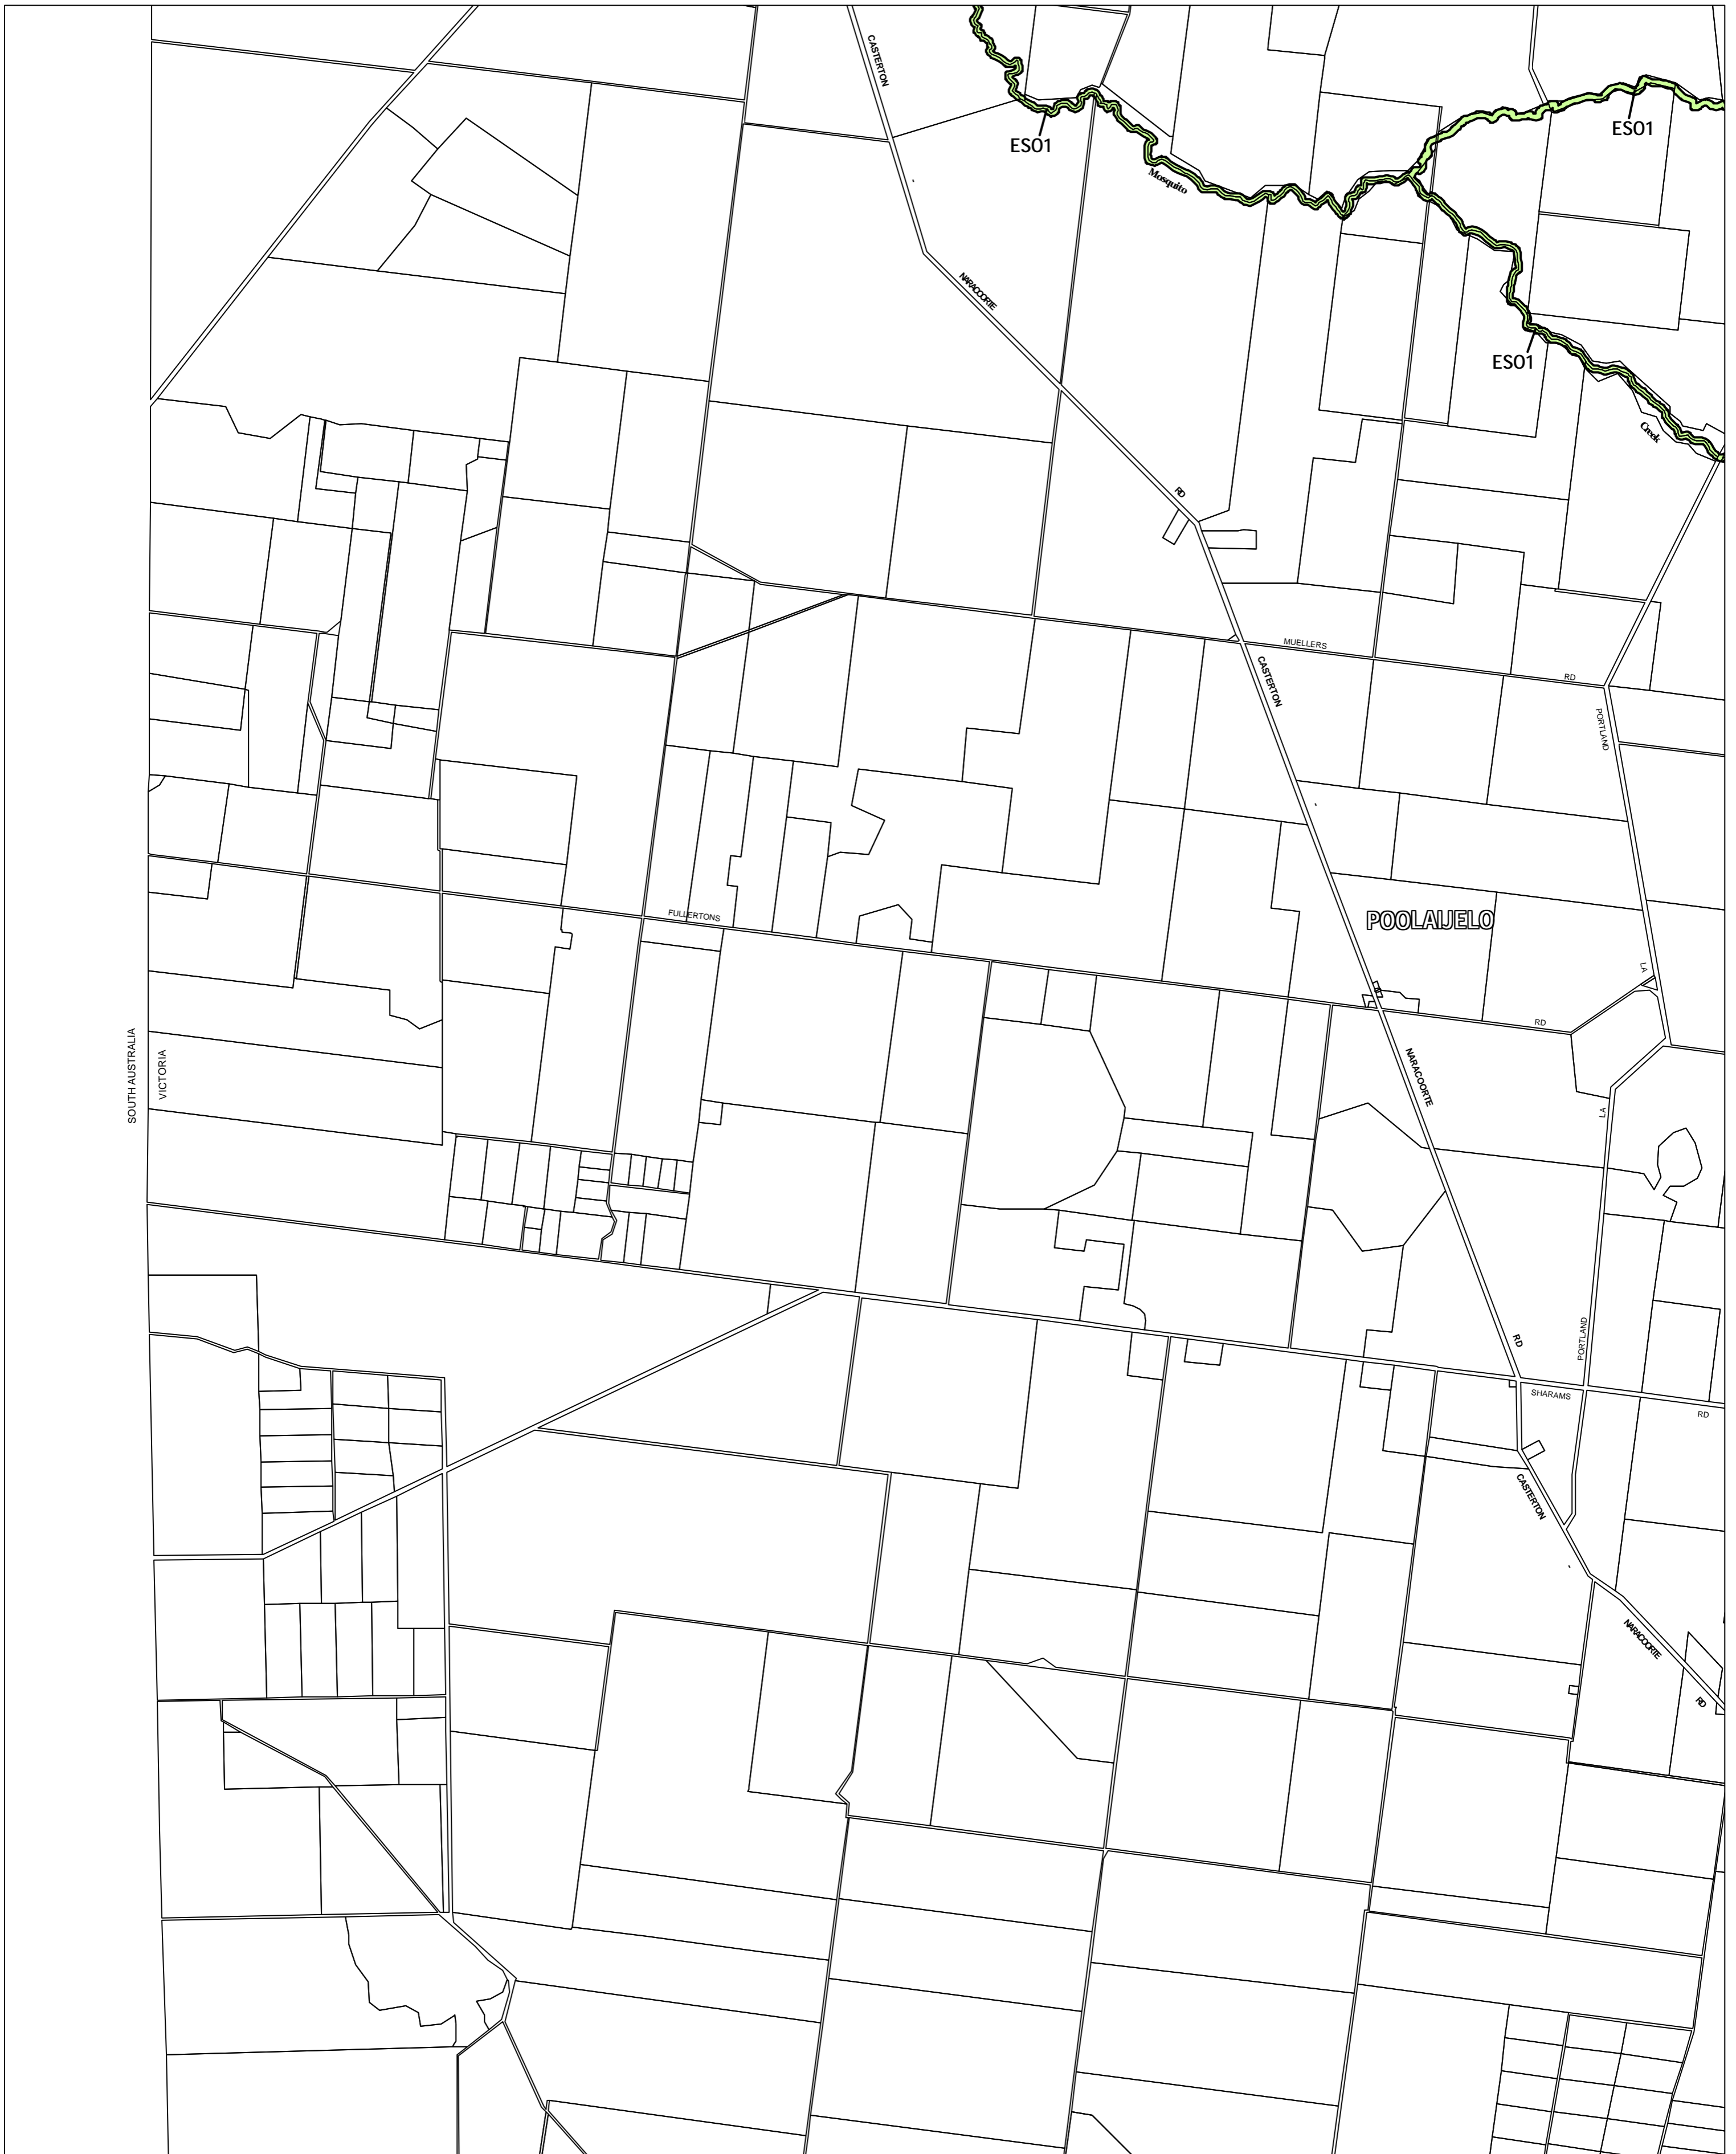 CASTERTON
ESO1
ESO1
Mosquito
NARACOORTE
ESO1
Creek
RD
MUELLERS
RD
CASTERTON
PORTLAND
FULLERTONS
POOLAIJELO
LA
RD
SOUTH AUSTRALIA
VICTORIA
NARACOORTE
LA
RD
PORTLAND
SHARAMS
RD
CASTERTON
NARACOORTE
RD